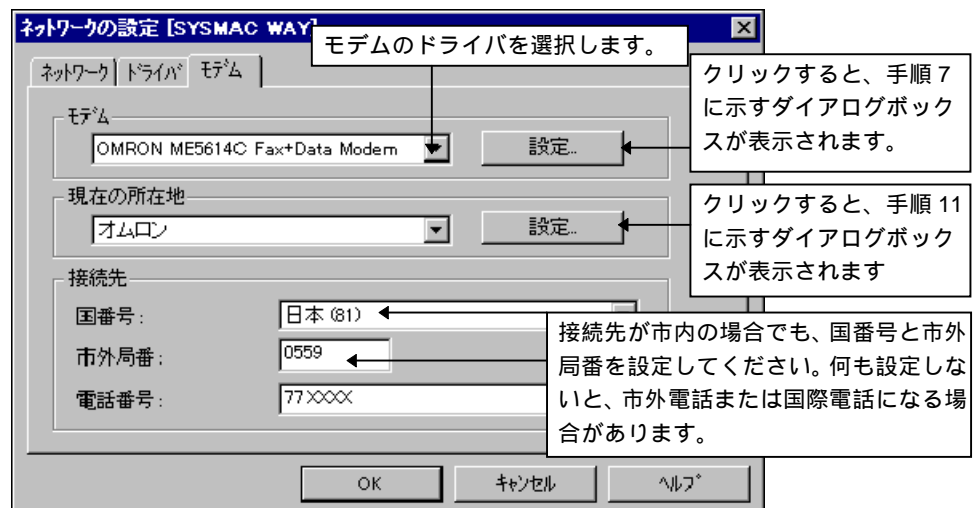 ネットワークの設定 [SYSMAC WAY]
モデムのドライバを選択します。
ネットワーク ドライバ モデム
クリックすると、手順 7
に示すダイアログボック
スが表示されます。
モデム
OMRON ME5614C Fax+Data Modem
設定...
現在の所在地
オムロン
設定...
クリックすると、手順 11
に示すダイアログボック
スが表示されます
接続先
国番号:
日本 (81)
市外局番:
0559
電話番号:
77XXXX
接続先が市内の場合でも、国番号と市外
局番を設定してください。何も設定しな
いと、市外電話または国際電話になる場
合があります。
OK
キャンセル
ヘルプ